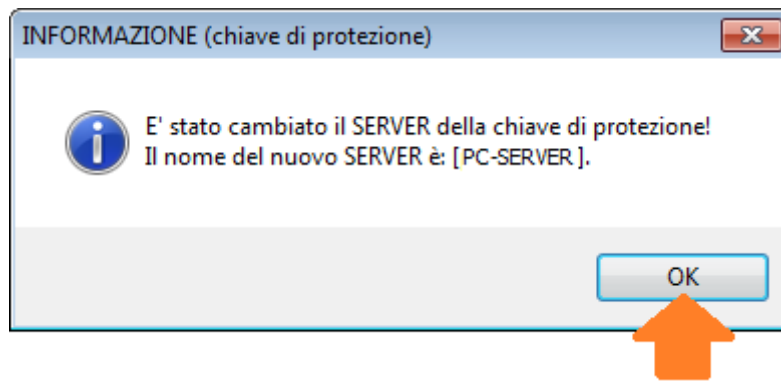 INFORMAZIONE (chiave di protezione)
E' stato cambiato il SERVER della chiave di protezione!
Il nome del nuovo SERVER è: [PC-SERVER].
OK